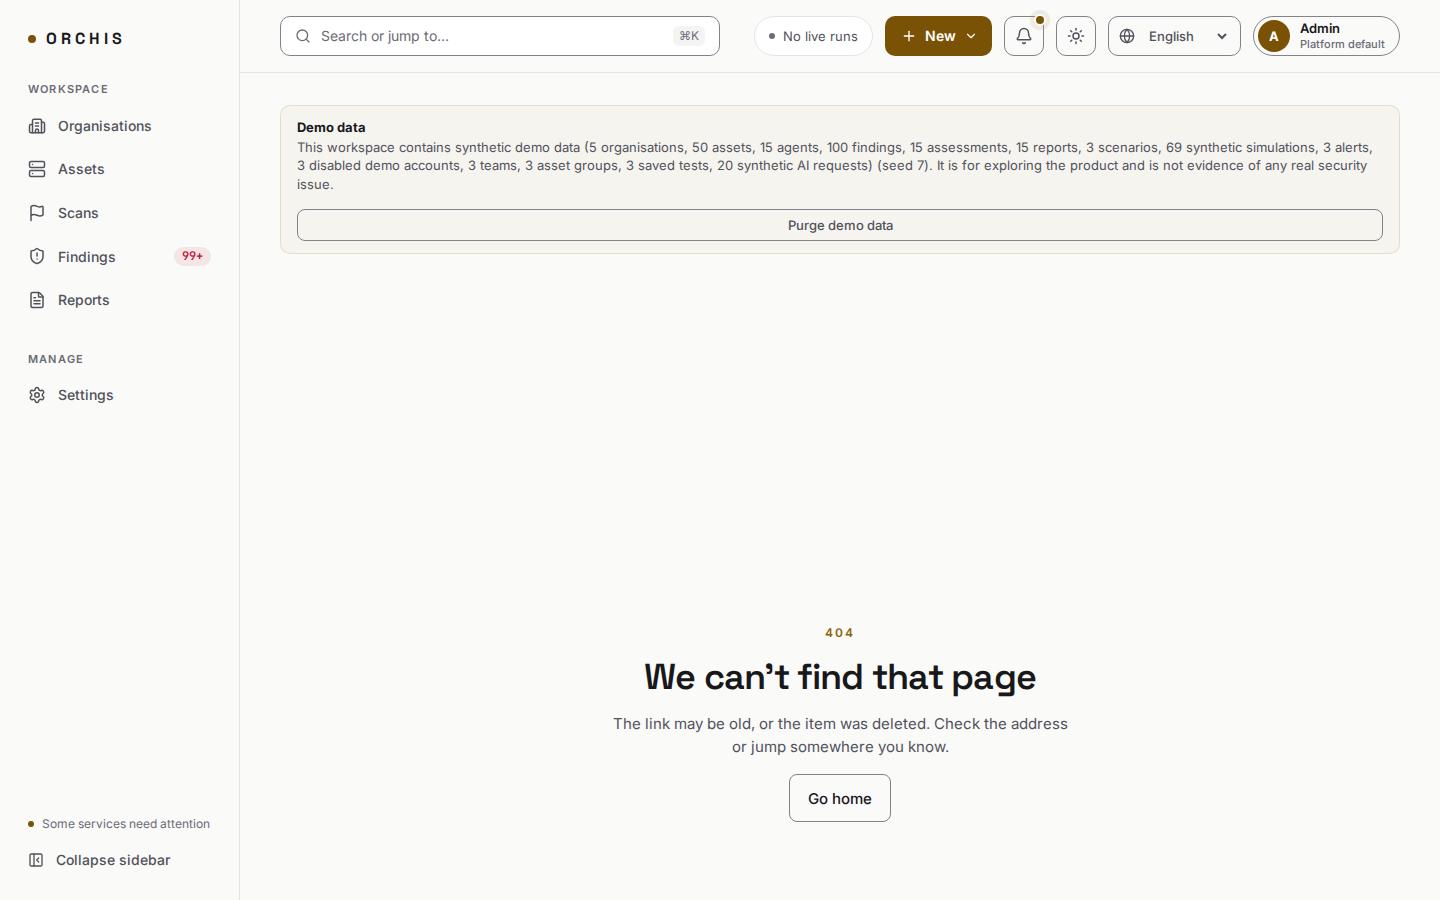 ORCHIS
WORKSPACE
Organisations
Assets
Scans
Findings
99+
Reports
MANAGE
Settings
Some services need attention
Collapse sidebar
Search or jump to...
⌘K
No live runs
New
English
A
Admin
Platform default
Demo data
This workspace contains synthetic demo data (5 organisations, 50 assets, 15 agents, 100 findings, 15 assessments, 15 reports, 3 scenarios, 69 synthetic simulations, 3 alerts,
3 disabled demo accounts, 3 teams, 3 asset groups, 3 saved tests, 20 synthetic AI requests) (seed 7). It is for exploring the product and is not evidence of any real security
issue.
Purge demo data
404
We can’t find that page
The link may be old, or the item was deleted. Check the address
or jump somewhere you know.
Go home